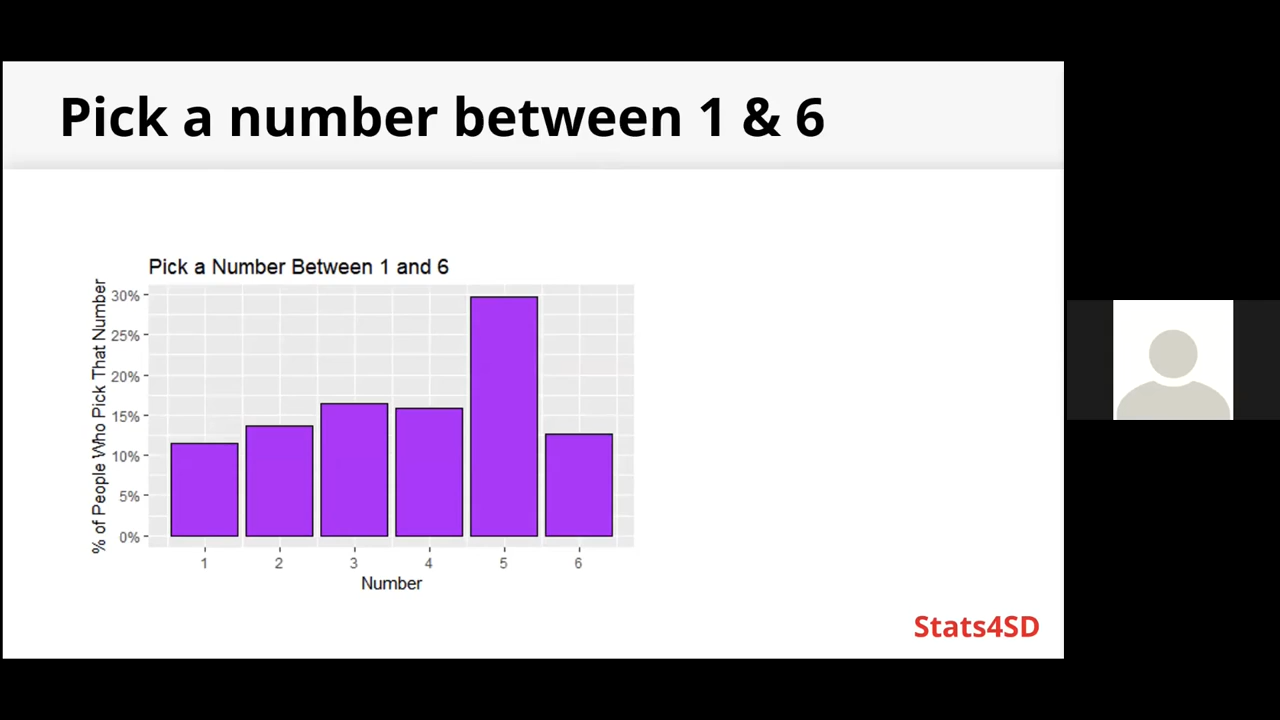 Pick a number between 1 & 6
Pick a Number Between 1 and 6
% of People Who Pick That Number
30%
25%
20%
15%
10%
5%
0%
1 2 3 4 5 6
Number
Stats4SD